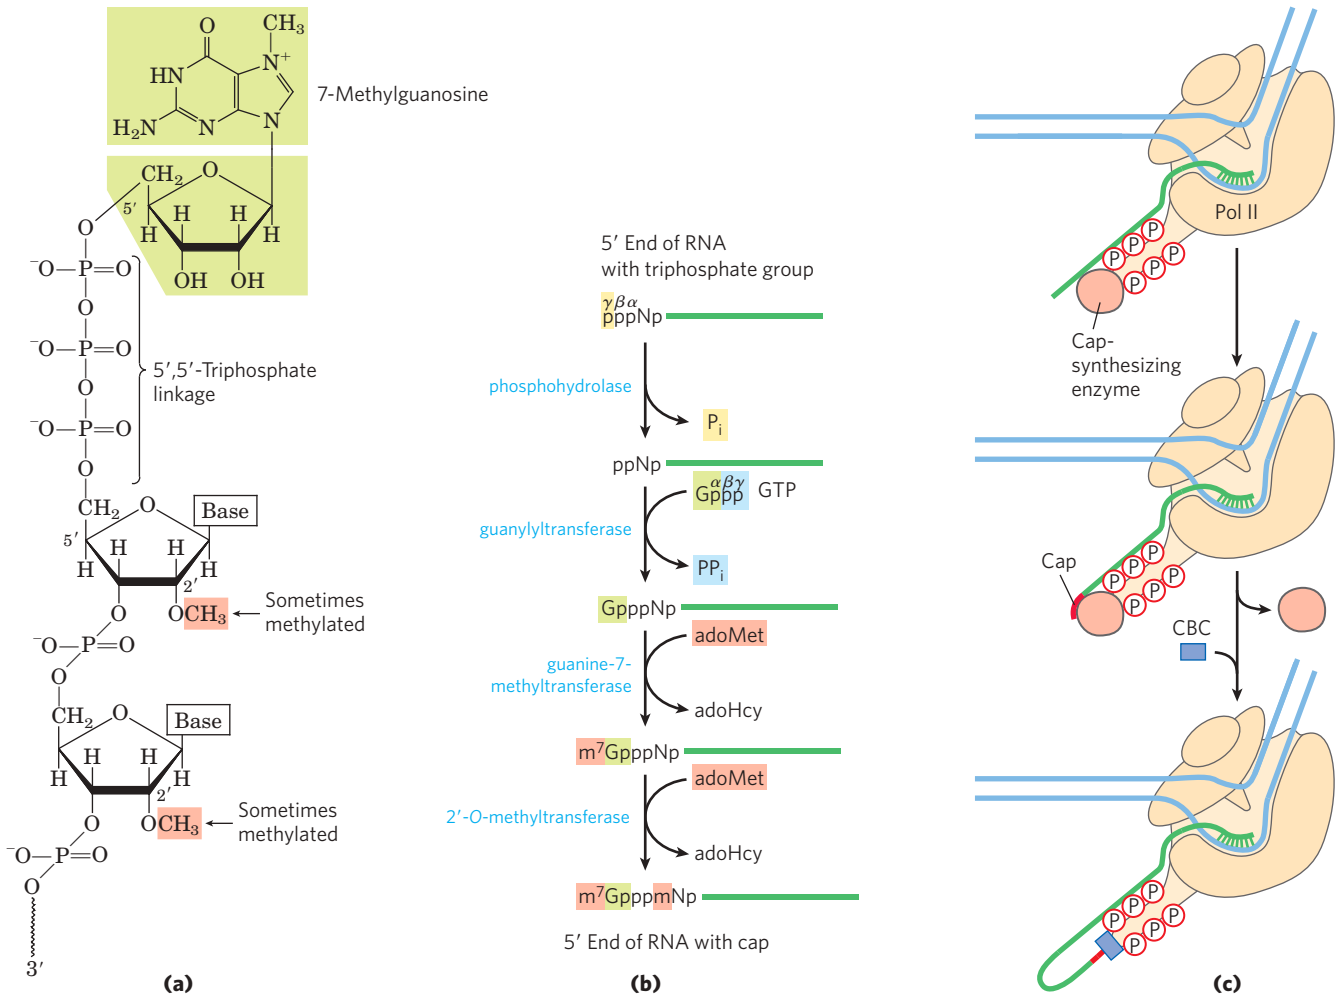 O
CH₃
HN
N⁺
7-Methylguanosine
H₂N
N
N
CH₂
O
5′
H
H
H
H
OH
OH
O
⁻O—P=O
O
⁻O—P=O
5′,5′-Triphosphate
linkage
O
⁻O—P=O
O
CH₂
O
Base
5′
H
H
H
H
2′
O
OCH₃
Sometimes
methylated
⁻O—P=O
O
CH₂
O
Base
H
H
H
H
2′
O
OCH₃
Sometimes
methylated
⁻O—P=O
O
3′
(a)
5′ End of RNA
with triphosphate group
γβα
pppNp
phosphohydrolase
Pi
ppNp
αβγ
Gppp GTP
guanylyltransferase
PPi
GpppNp
adoMet
guanine-7-
methyltransferase
adoHcy
m⁷GpppNp
adoMet
2′-O-methyltransferase
adoHcy
m⁷GpppmNp
5′ End of RNA with cap
(b)
Pol II
P
P
P
P
P
P
Cap-
synthesizing
enzyme
P
P
P
P
P
P
Cap
CBC
P
P
P
P
P
P
(c)